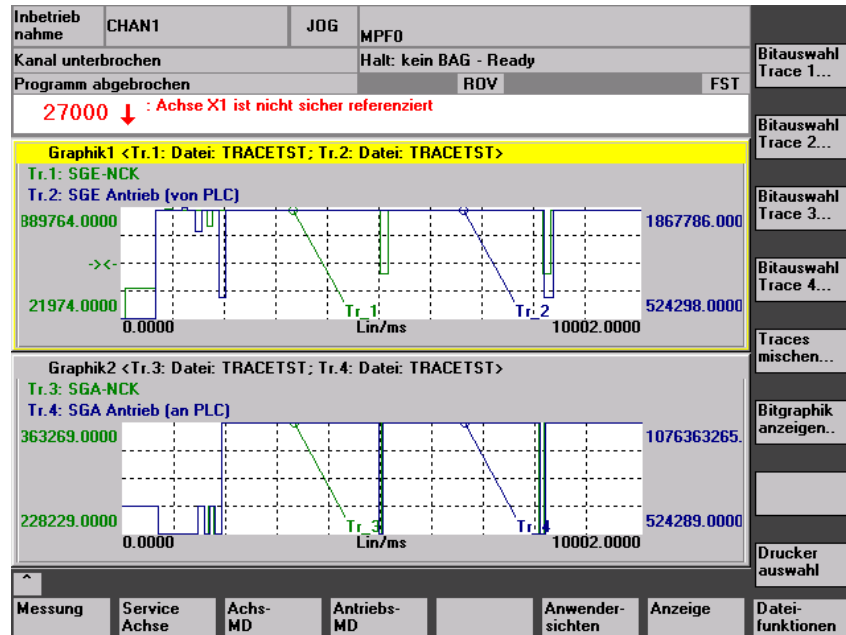 Inbetrieb
nahme
CHAN1
JOG
MPF0
Kanal unterbrochen
Halt: kein BAG - Ready
Programm abgebrochen
ROV
FST
27000 ↓ : Achse X1 ist nicht sicher referenziert
Graphik1 <Tr.1: Datei: TRACETST; Tr.2: Datei: TRACETST>
Tr.1: SGE-NCK
Tr.2: SGE Antrieb (von PLC)
889764.0000
1867786.000
-><-
21974.0000
524298.0000
Tr_1
Tr_2
0.0000
Lin/ms
10002.0000
Graphik2 <Tr.3: Datei: TRACETST; Tr.4: Datei: TRACETST>
Tr.3: SGA-NCK
Tr.4: SGA Antrieb (an PLC)
363269.0000
1076363265.
228229.0000
524289.0000
Tr_3
Tr_4
0.0000
Lin/ms
10002.0000
Bitauswahl
Trace 1...
Bitauswahl
Trace 2...
Bitauswahl
Trace 3...
Bitauswahl
Trace 4...
Traces
mischen...
Bitgraphik
anzeigen..
Drucker
auswahl
^
Messung
Service
Achse
Achs-
MD
Antriebs-
MD
Anwender-
sichten
Anzeige
Datei-
funktionen